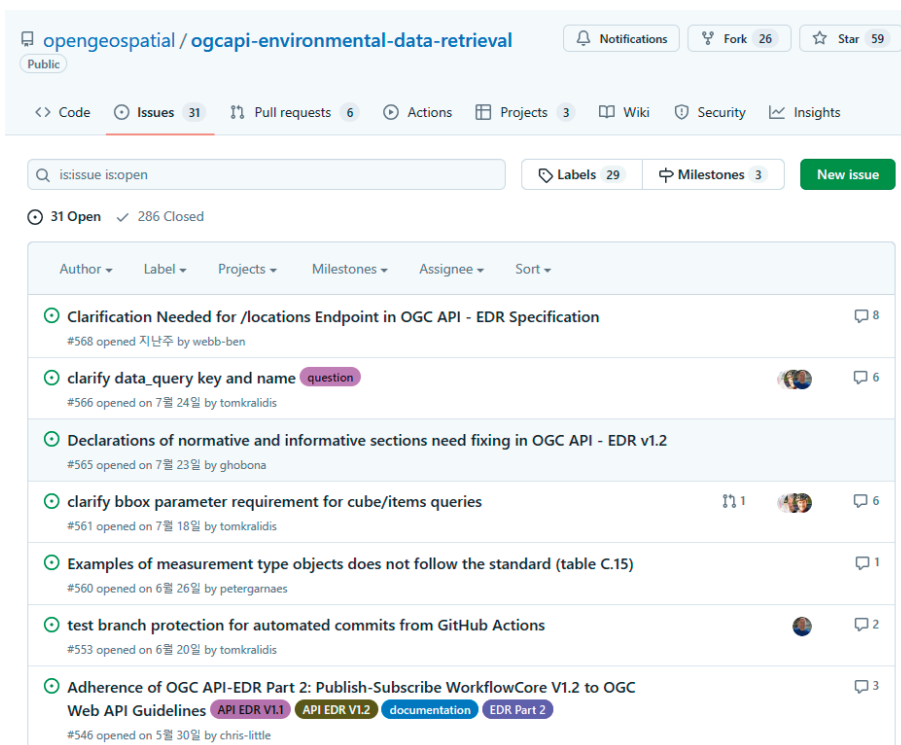 opengeospatial / ogcapi-environmental-data-retrieval
Notifications
Fork 26
Star 59
Public
Code
Issues 31
Pull requests 6
Actions
Projects 3
Wiki
Security
Insights
is:issue is:open
Labels 29
Milestones 3
New issue
31 Open
286 Closed
Author
Label
Projects
Milestones
Assignee
Sort
Clarification Needed for /locations Endpoint in OGC API - EDR Specification
8
#568 opened 지난주 by webb-ben
clarify data_query key and name question
6
#566 opened on 7월 24일 by tomkralidis
Declarations of normative and informative sections need fixing in OGC API - EDR v1.2
#565 opened on 7월 23일 by ghobona
clarify bbox parameter requirement for cube/items queries
1
6
#561 opened on 7월 18일 by tomkralidis
Examples of measurement type objects does not follow the standard (table C.15)
1
#560 opened on 6월 26일 by petergarnaes
test branch protection for automated commits from GitHub Actions
2
#553 opened on 6월 20일 by tomkralidis
Adherence of OGC API-EDR Part 2: Publish-Subscribe WorkflowCore V1.2 to OGC
3
Web API Guidelines API EDR V1.1 API EDR V1.2 documentation EDR Part 2
#546 opened on 5월 30일 by chris-little